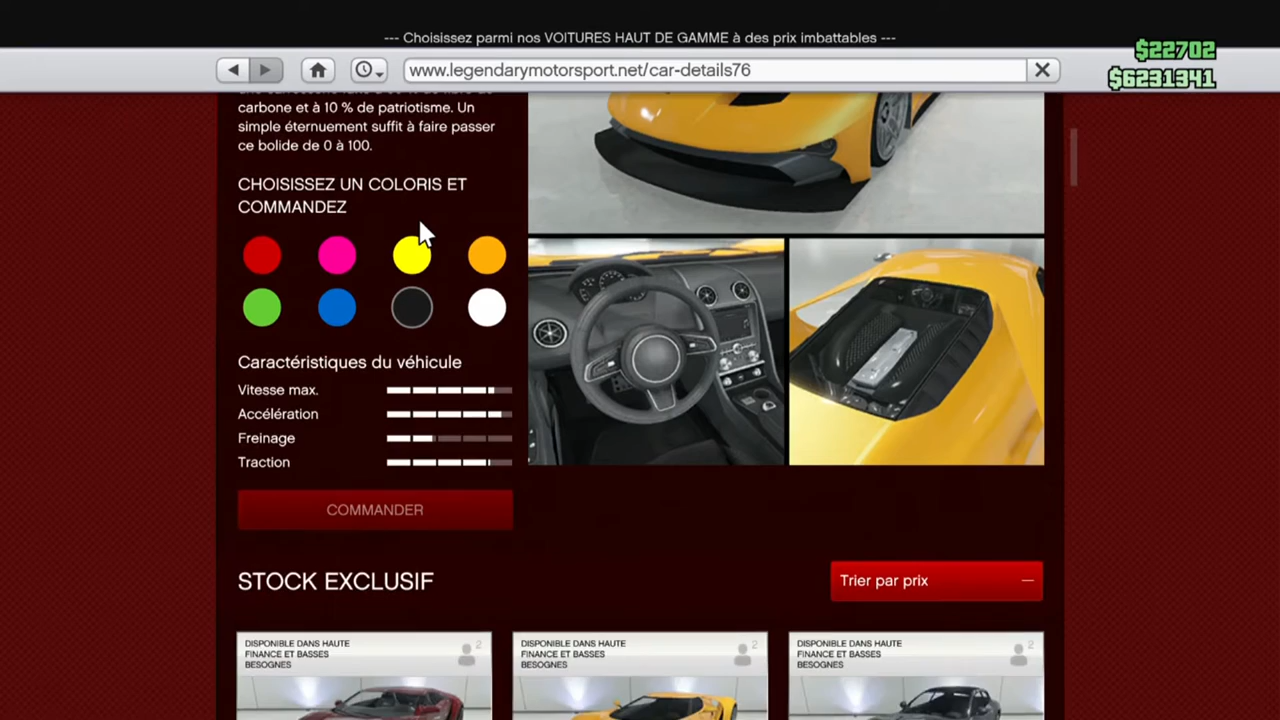 --- Choisissez parmi nos VOITURES HAUT DE GAMME à des prix imbattables ---
$22702
www.legendarymotorsport.net/car-details76
$6231341
carbone et à 10 % de patriotisme. Un
simple éternuement suffit à faire passer
ce bolide de 0 à 100.
CHOISISSEZ UN COLORIS ET
COMMANDEZ
Caractéristiques du véhicule
Vitesse max.
Accélération
Freinage
Traction
COMMANDER
STOCK EXCLUSIF
Trier par prix
DISPONIBLE DANS HAUTE
FINANCE ET BASSES
BESOGNES
2
DISPONIBLE DANS HAUTE
FINANCE ET BASSES
BESOGNES
2
DISPONIBLE DANS HAUTE
FINANCE ET BASSES
BESOGNES
2